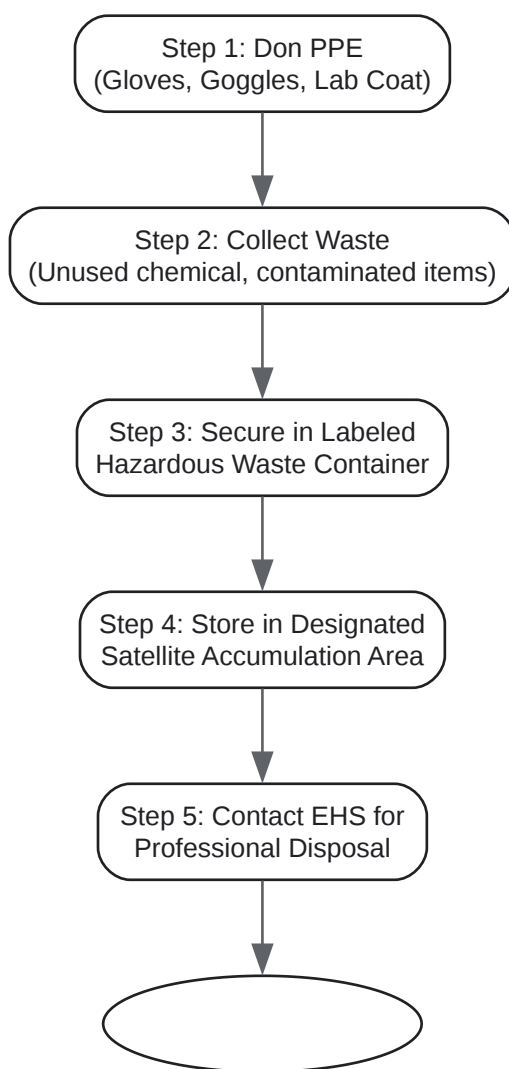 Step 1: Don PPE
(Gloves, Goggles, Lab Coat)
Step 2: Collect Waste
(Unused chemical, contaminated items)
Step 3: Secure in Labeled
Hazardous Waste Container
Step 4: Store in Designated
Satellite Accumulation Area
Step 5: Contact EHS for
Professional Disposal